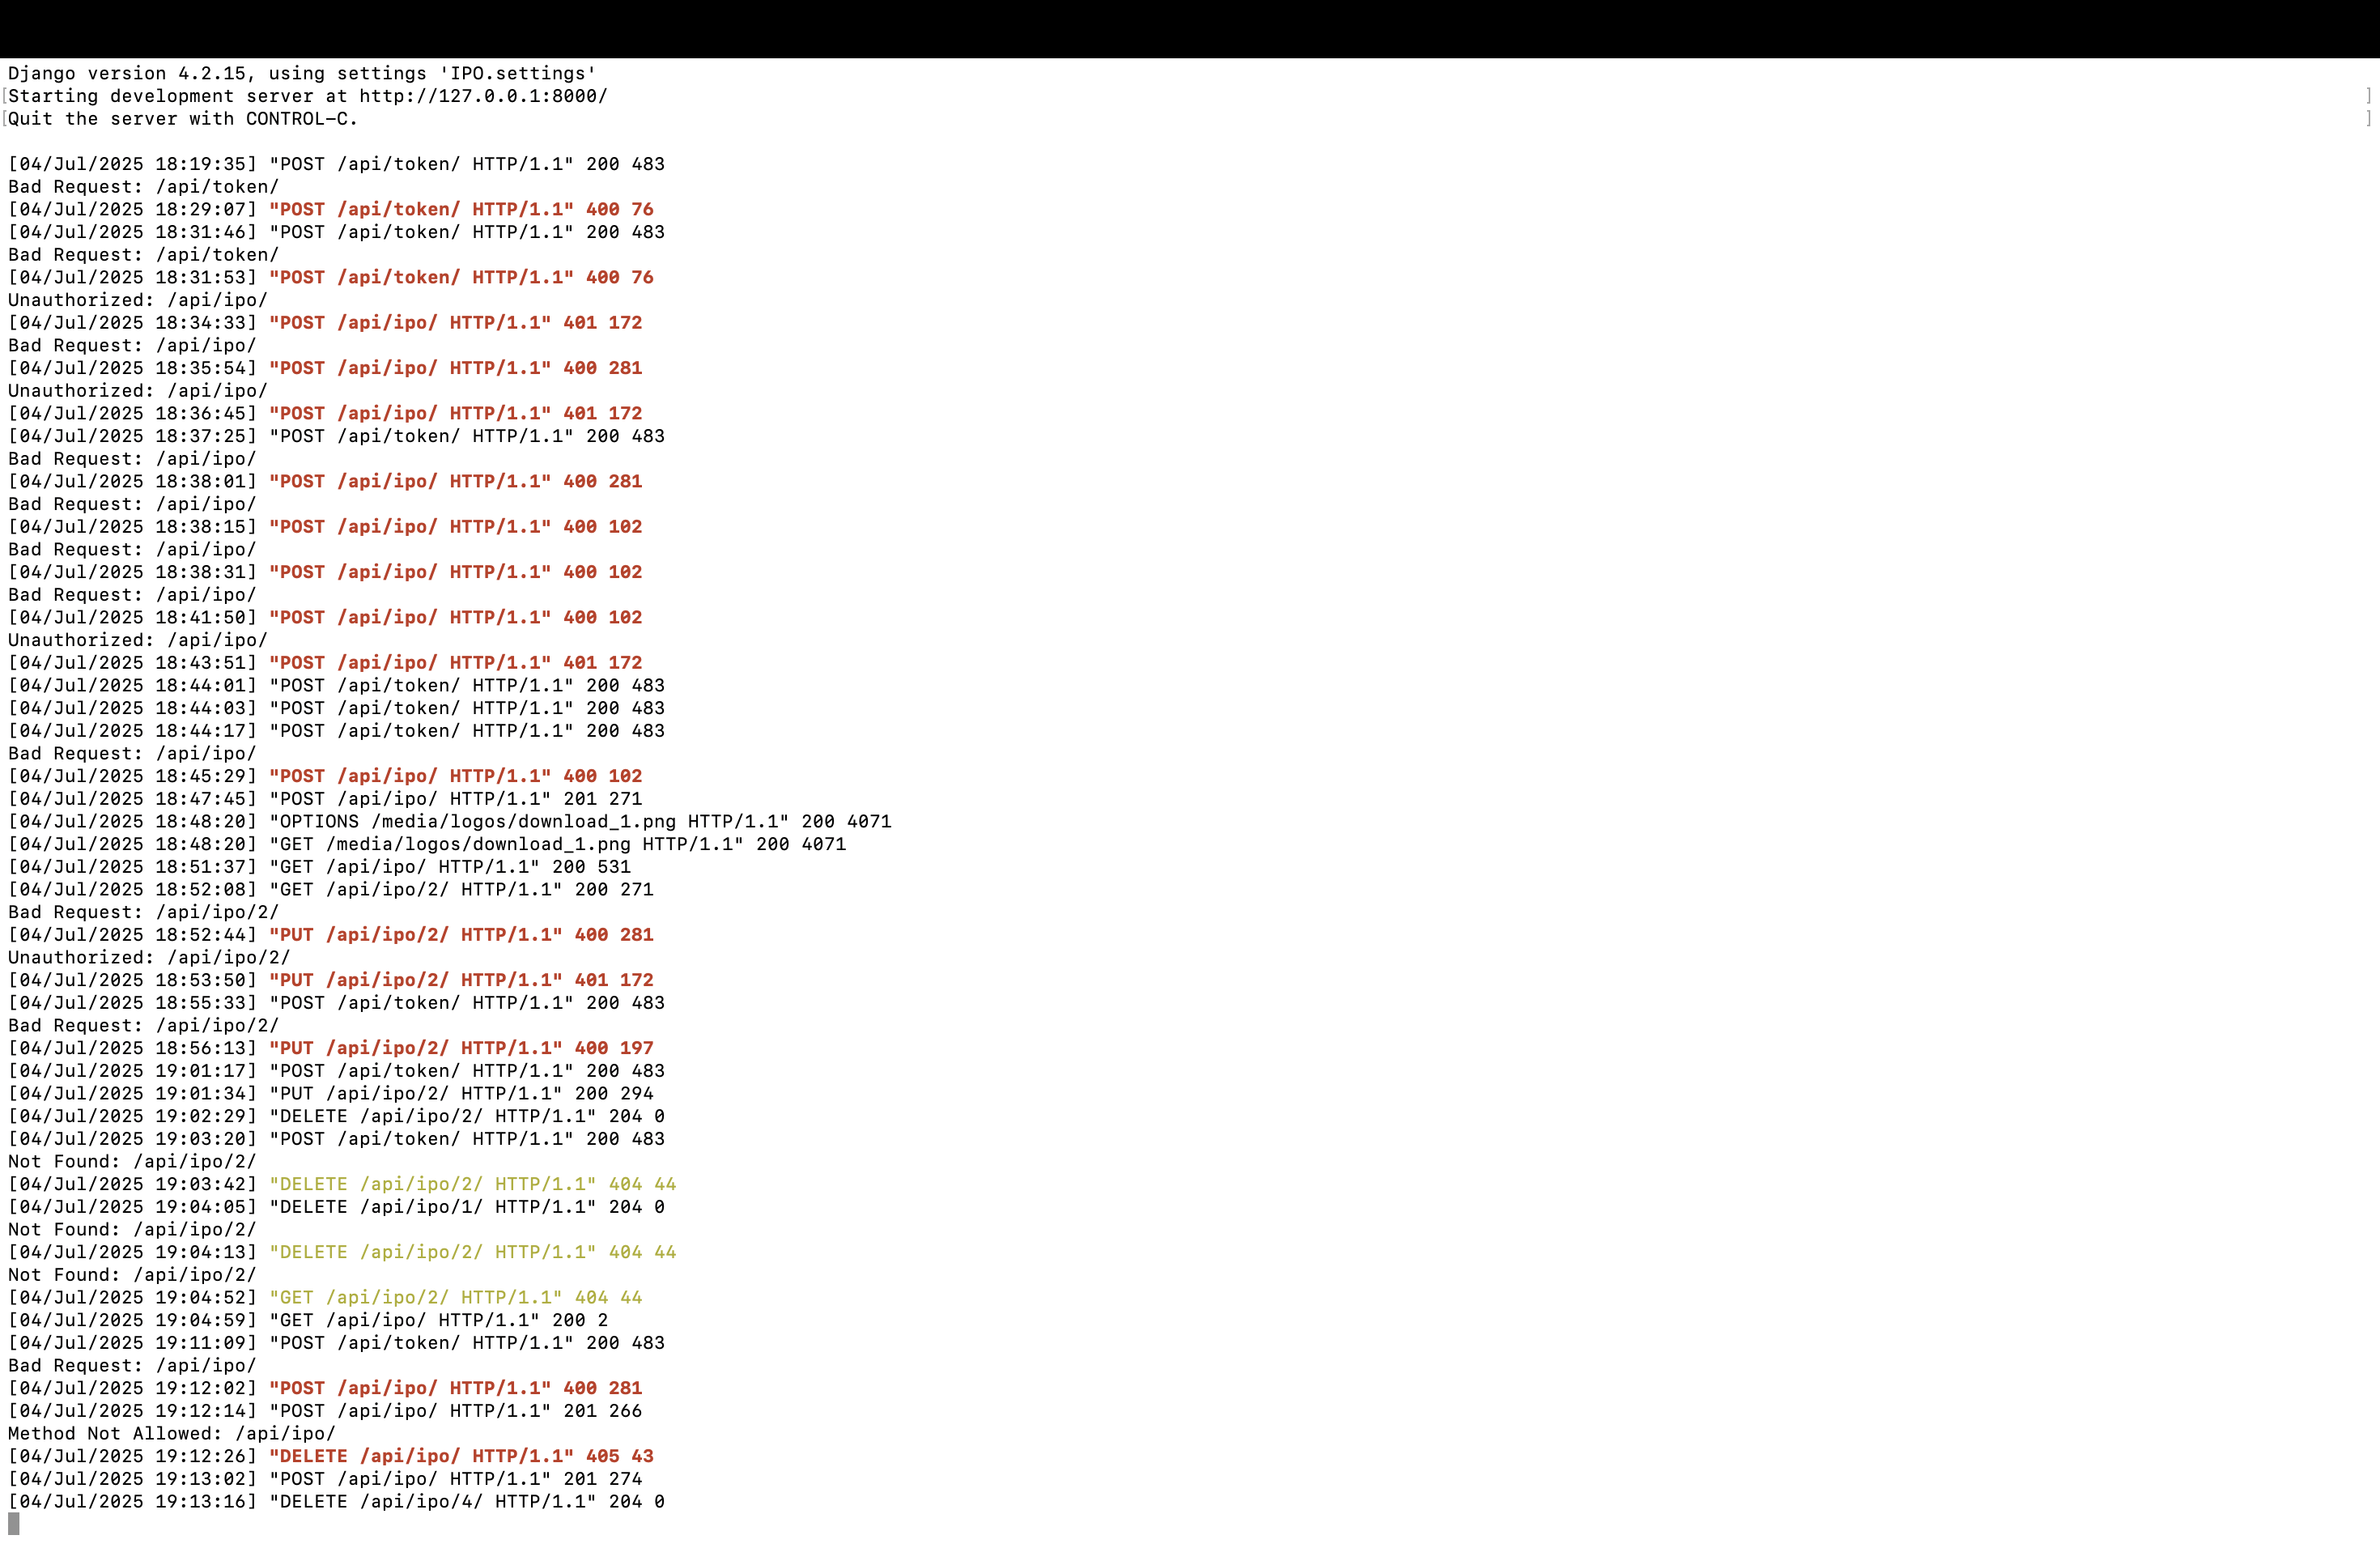 Django version 4.2.15, using settings 'IPO.settings'
[Starting development server at http://127.0.0.1:8000/ ]
[Quit the server with CONTROL-C. ]
[04/Jul/2025 18:19:35] "POST /api/token/ HTTP/1.1" 200 483
Bad Request: /api/token/
[04/Jul/2025 18:29:07] "POST /api/token/ HTTP/1.1" 400 76
[04/Jul/2025 18:31:46] "POST /api/token/ HTTP/1.1" 200 483
Bad Request: /api/token/
[04/Jul/2025 18:31:53] "POST /api/token/ HTTP/1.1" 400 76
Unauthorized: /api/ipo/
[04/Jul/2025 18:34:33] "POST /api/ipo/ HTTP/1.1" 401 172
Bad Request: /api/ipo/
[04/Jul/2025 18:35:54] "POST /api/ipo/ HTTP/1.1" 400 281
Unauthorized: /api/ipo/
[04/Jul/2025 18:36:45] "POST /api/ipo/ HTTP/1.1" 401 172
[04/Jul/2025 18:37:25] "POST /api/token/ HTTP/1.1" 200 483
Bad Request: /api/ipo/
[04/Jul/2025 18:38:01] "POST /api/ipo/ HTTP/1.1" 400 281
Bad Request: /api/ipo/
[04/Jul/2025 18:38:15] "POST /api/ipo/ HTTP/1.1" 400 102
Bad Request: /api/ipo/
[04/Jul/2025 18:38:31] "POST /api/ipo/ HTTP/1.1" 400 102
Bad Request: /api/ipo/
[04/Jul/2025 18:41:50] "POST /api/ipo/ HTTP/1.1" 400 102
Unauthorized: /api/ipo/
[04/Jul/2025 18:43:51] "POST /api/ipo/ HTTP/1.1" 401 172
[04/Jul/2025 18:44:01] "POST /api/token/ HTTP/1.1" 200 483
[04/Jul/2025 18:44:03] "POST /api/token/ HTTP/1.1" 200 483
[04/Jul/2025 18:44:17] "POST /api/token/ HTTP/1.1" 200 483
Bad Request: /api/ipo/
[04/Jul/2025 18:45:29] "POST /api/ipo/ HTTP/1.1" 400 102
[04/Jul/2025 18:47:45] "POST /api/ipo/ HTTP/1.1" 201 271
[04/Jul/2025 18:48:20] "OPTIONS /media/logos/download_1.png HTTP/1.1" 200 4071
[04/Jul/2025 18:48:20] "GET /media/logos/download_1.png HTTP/1.1" 200 4071
[04/Jul/2025 18:51:37] "GET /api/ipo/ HTTP/1.1" 200 531
[04/Jul/2025 18:52:08] "GET /api/ipo/2/ HTTP/1.1" 200 271
Bad Request: /api/ipo/2/
[04/Jul/2025 18:52:44] "PUT /api/ipo/2/ HTTP/1.1" 400 281
Unauthorized: /api/ipo/2/
[04/Jul/2025 18:53:50] "PUT /api/ipo/2/ HTTP/1.1" 401 172
[04/Jul/2025 18:55:33] "POST /api/token/ HTTP/1.1" 200 483
Bad Request: /api/ipo/2/
[04/Jul/2025 18:56:13] "PUT /api/ipo/2/ HTTP/1.1" 400 197
[04/Jul/2025 19:01:17] "POST /api/token/ HTTP/1.1" 200 483
[04/Jul/2025 19:01:34] "PUT /api/ipo/2/ HTTP/1.1" 200 294
[04/Jul/2025 19:02:29] "DELETE /api/ipo/2/ HTTP/1.1" 204 0
[04/Jul/2025 19:03:20] "POST /api/token/ HTTP/1.1" 200 483
Not Found: /api/ipo/2/
[04/Jul/2025 19:03:42] "DELETE /api/ipo/2/ HTTP/1.1" 404 44
[04/Jul/2025 19:04:05] "DELETE /api/ipo/1/ HTTP/1.1" 204 0
Not Found: /api/ipo/2/
[04/Jul/2025 19:04:13] "DELETE /api/ipo/2/ HTTP/1.1" 404 44
Not Found: /api/ipo/2/
[04/Jul/2025 19:04:52] "GET /api/ipo/2/ HTTP/1.1" 404 44
[04/Jul/2025 19:04:59] "GET /api/ipo/ HTTP/1.1" 200 2
[04/Jul/2025 19:11:09] "POST /api/token/ HTTP/1.1" 200 483
Bad Request: /api/ipo/
[04/Jul/2025 19:12:02] "POST /api/ipo/ HTTP/1.1" 400 281
[04/Jul/2025 19:12:14] "POST /api/ipo/ HTTP/1.1" 201 266
Method Not Allowed: /api/ipo/
[04/Jul/2025 19:12:26] "DELETE /api/ipo/ HTTP/1.1" 405 43
[04/Jul/2025 19:13:02] "POST /api/ipo/ HTTP/1.1" 201 274
[04/Jul/2025 19:13:16] "DELETE /api/ipo/4/ HTTP/1.1" 204 0